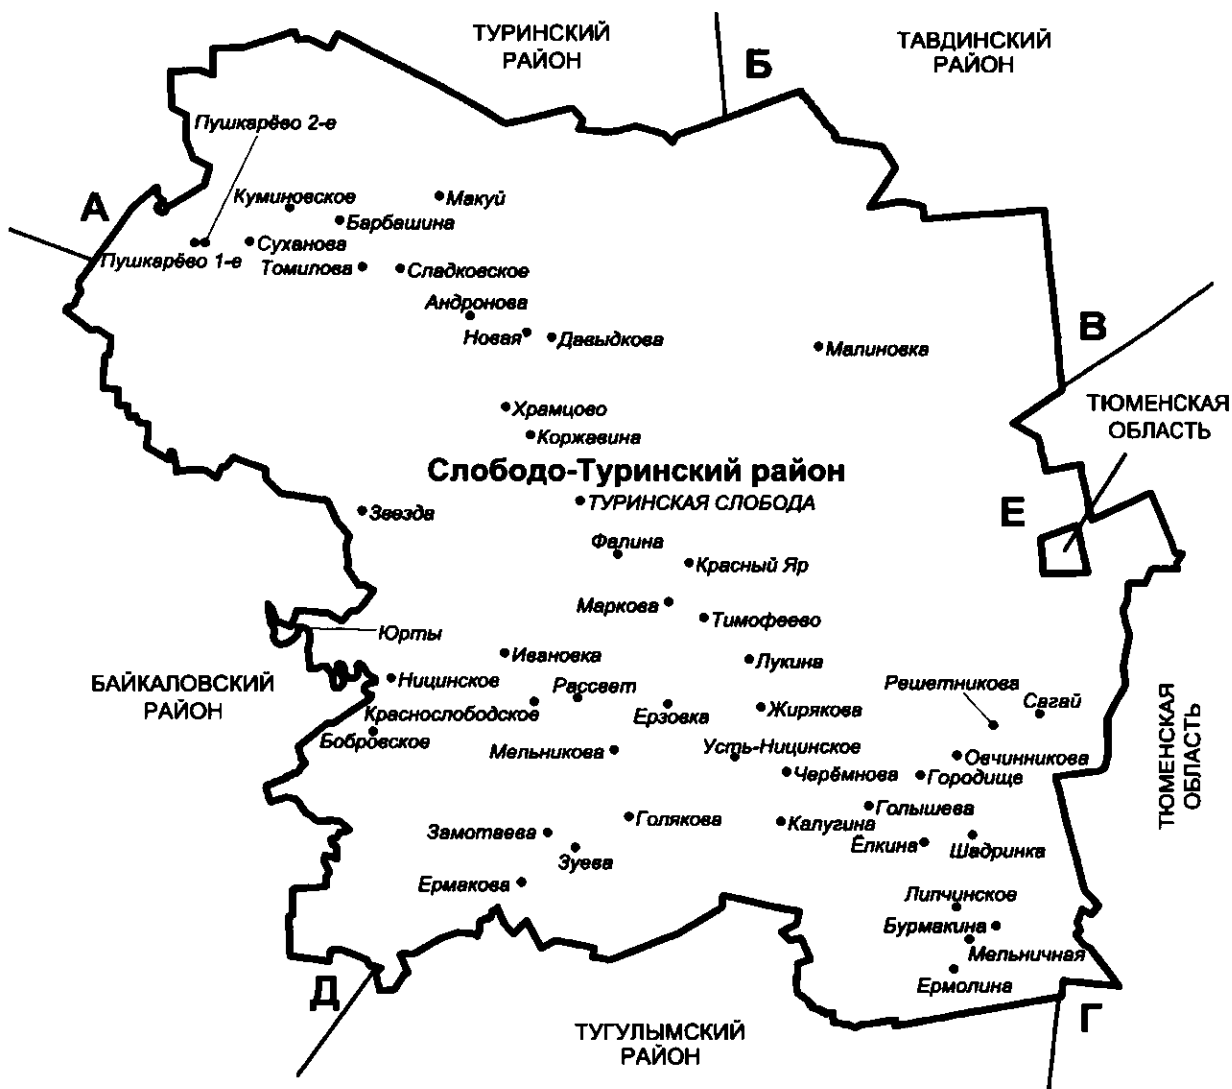 ТУРИНСКИЙ
РАЙОН
Б
ТАВДИНСКИЙ
РАЙОН
Пушкарёво 2-е
А
Куминовское
Макуй
Барбашина
Пушкарёво 1-е
Суханова
Томилова
Сладковское
Андронова
Новая
Давыдкова
Малиновка
В
ТЮМЕНСКАЯ
ОБЛАСТЬ
Храмцово
Коржавина
Слободо-Туринский район
ТУРИНСКАЯ СЛОБОДА
Звезда
Е
Фалина
Красный Яр
Маркова
Тимофеево
Юрты
Ивановка
Лукина
БАЙКАЛОВСКИЙ
РАЙОН
Ницинское
Рассвет
Решетникова
Сагай
Краснослободское
Ерзовка
Жирякова
Бобровское
Мельникова
Усть-Ницинское
Овчинникова
Черёмнова
Городище
ТЮМЕНСКАЯ
ОБЛАСТЬ
Голышева
Замотаева
Голякова
Калугина
Ёлкина
Шадринка
Зуева
Ермакова
Липчинское
Бурмакина
Мельничная
Ермолина
Д
Г
ТУГУЛЫМСКИЙ
РАЙОН